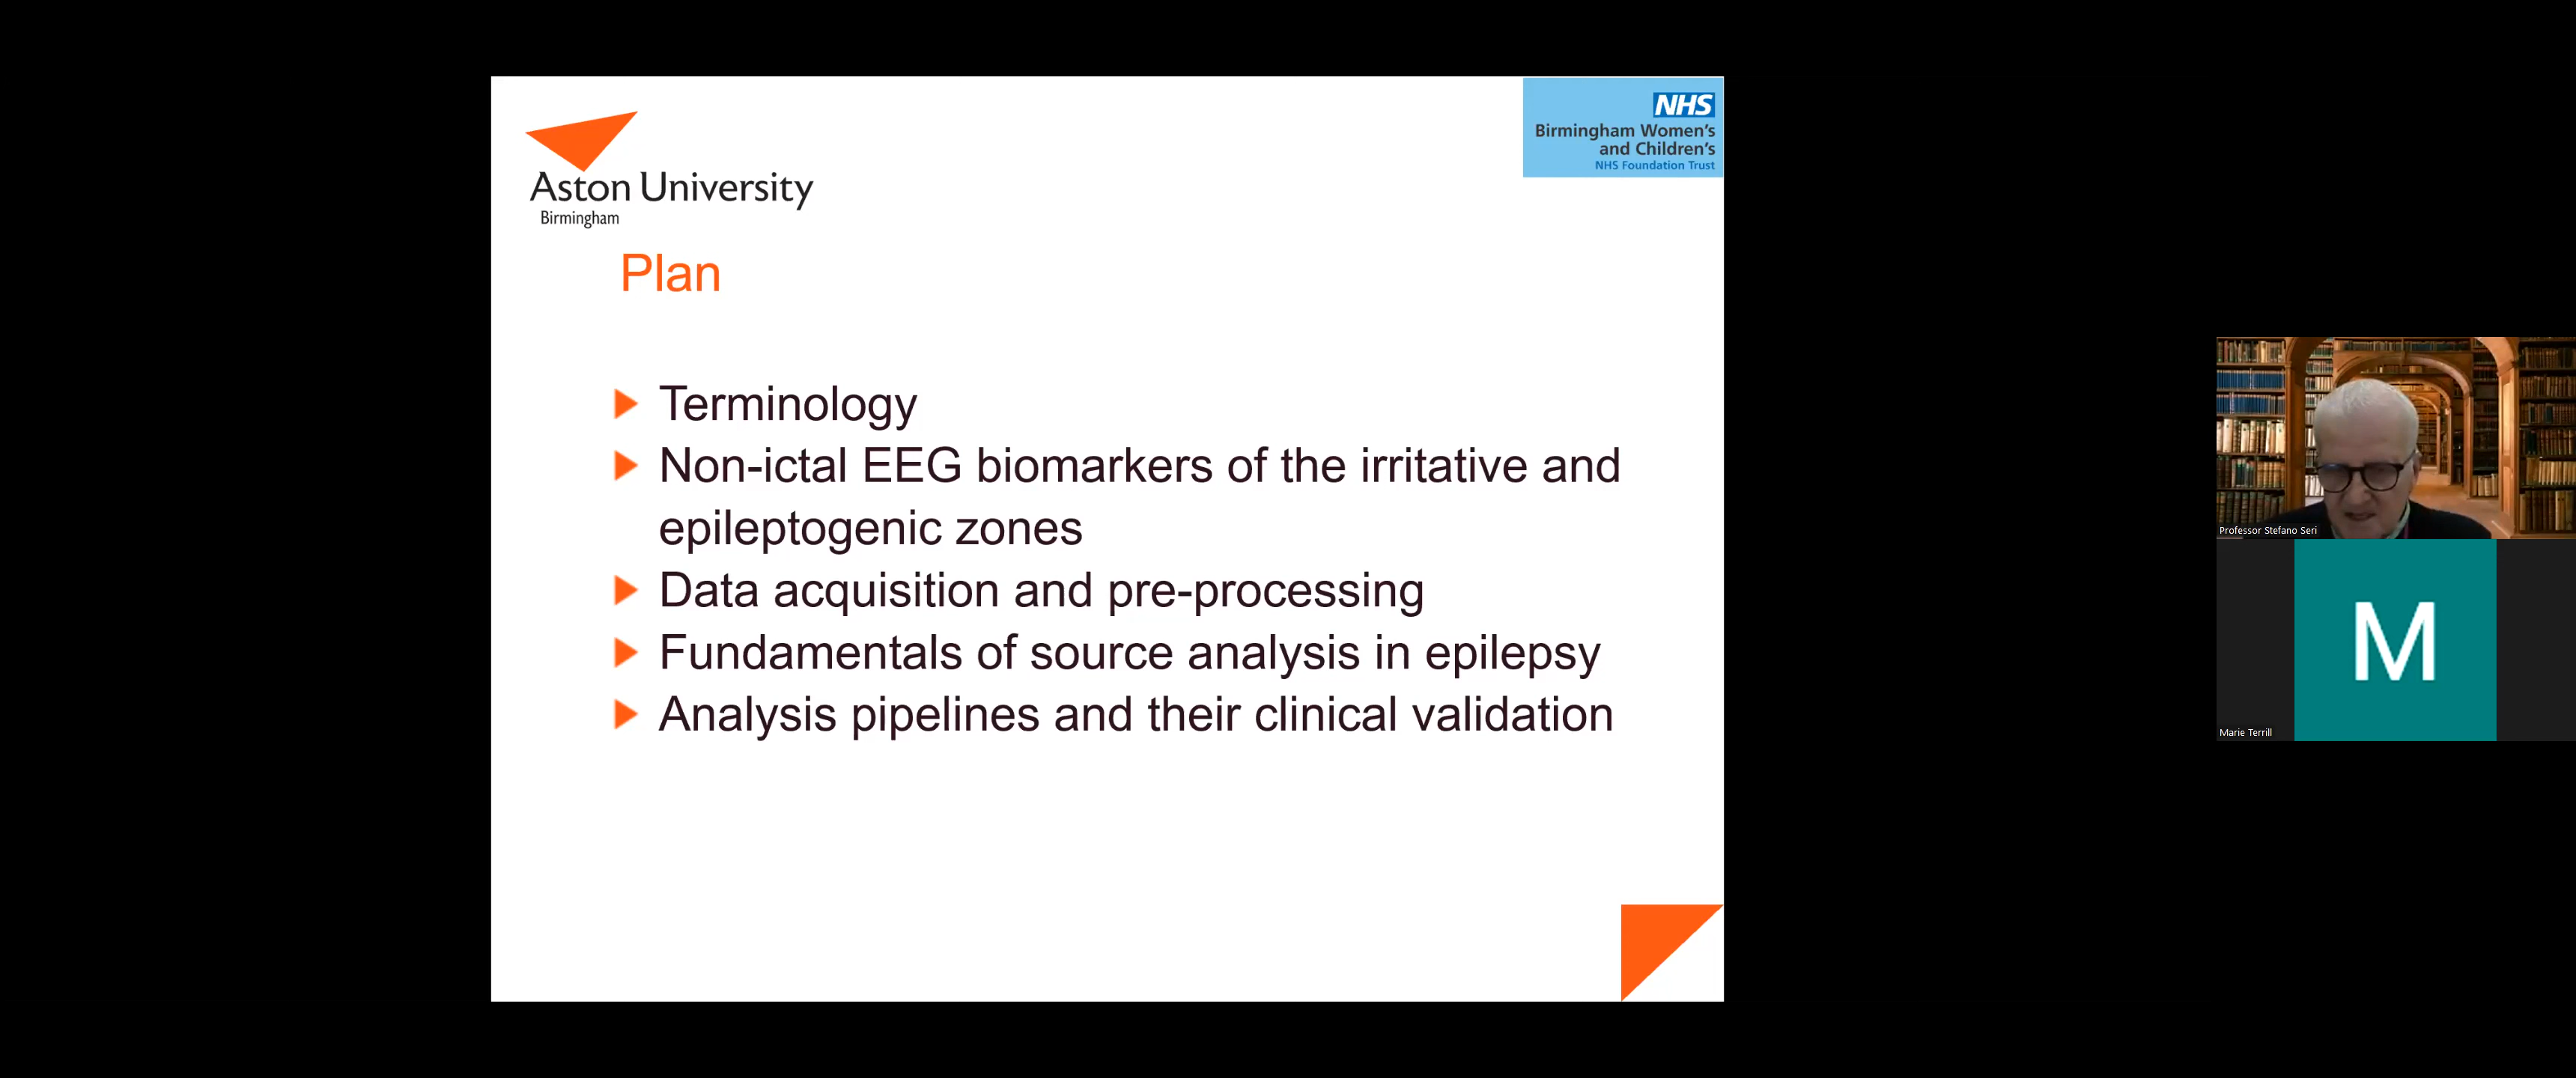 Aston University
Birmingham
NHS
Birmingham Women's
and Children's
NHS Foundation Trust
Plan
Terminology
Non-ictal EEG biomarkers of the irritative and
epileptogenic zones
Data acquisition and pre-processing
Fundamentals of source analysis in epilepsy
Analysis pipelines and their clinical validation
Professor Stefano Seri
M
Marie Terrill